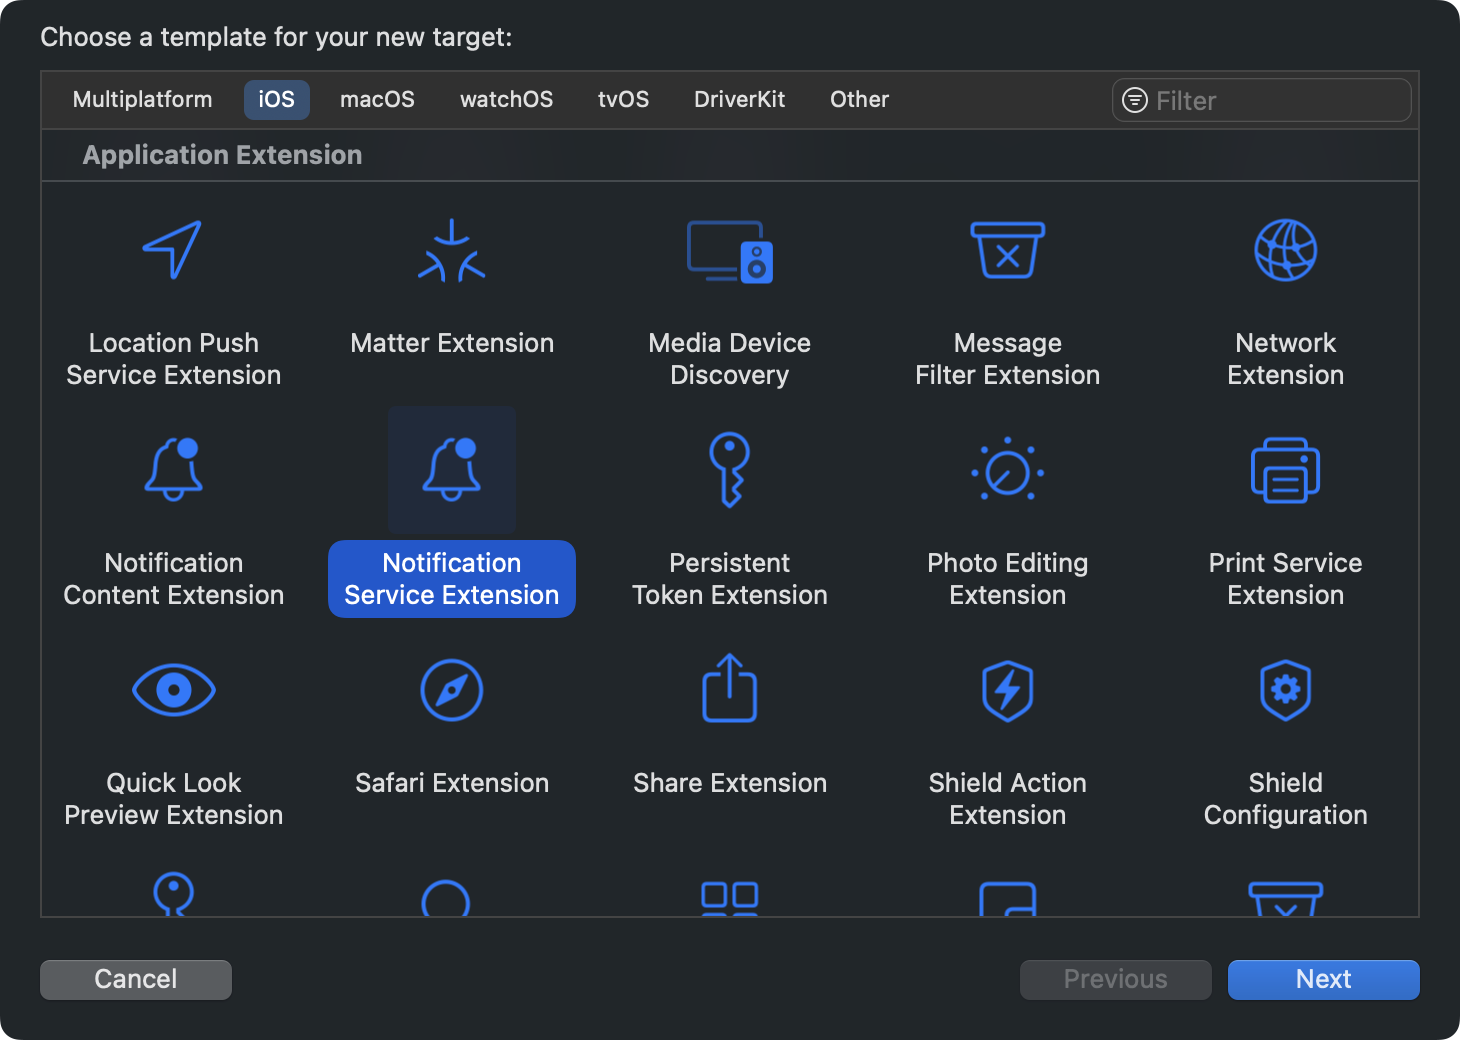 Choose a template for your new target:
Multiplatform iOS macOS watchOS tvOS DriverKit Other Filter
Application Extension
Location Push
Service Extension
Matter Extension
Media Device
Discovery
Message
Filter Extension
Network
Extension
Notification
Content Extension
Notification
Service Extension
Persistent
Token Extension
Photo Editing
Extension
Print Service
Extension
Quick Look
Preview Extension
Safari Extension
Share Extension
Shield Action
Extension
Shield
Configuration
Cancel Previous Next